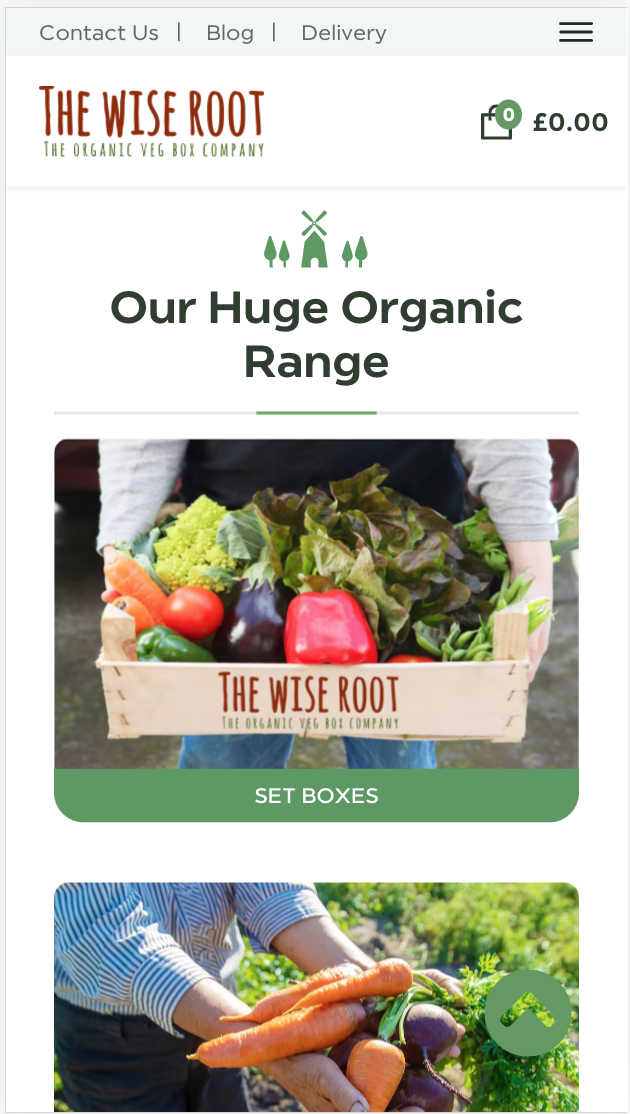 Contact Us | Blog | Delivery
THE WISE ROOT
THE ORGANIC VEG BOX COMPANY
0 £0.00
Our Huge Organic
Range
THE WISE ROOT
THE ORGANIC VEG BOX COMPANY
SET BOXES